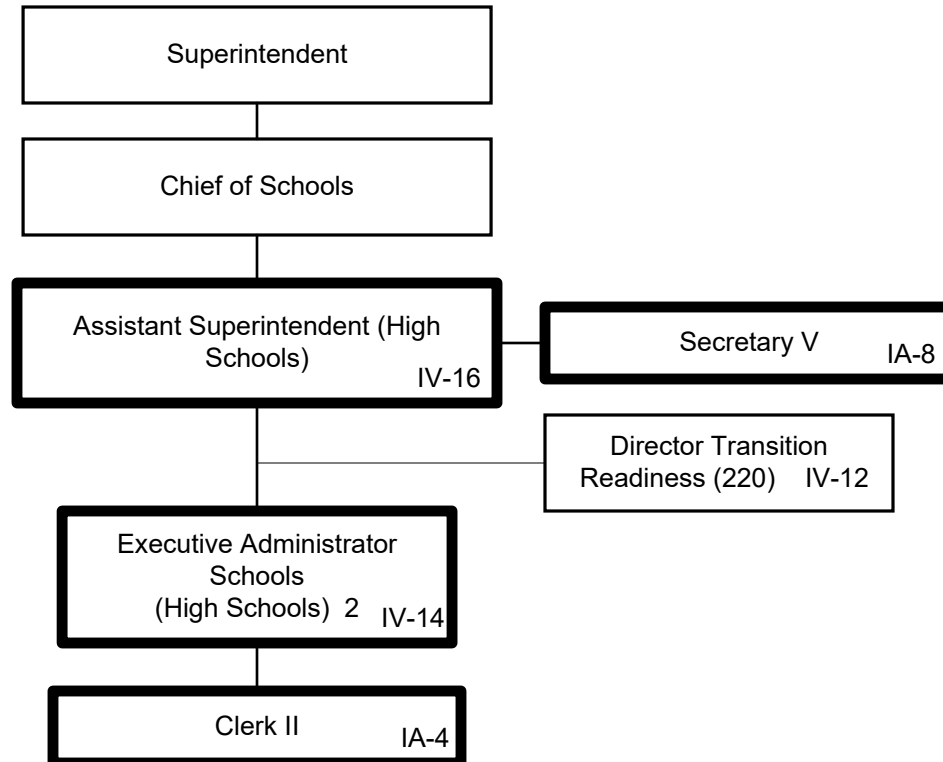 Superintendent
Chief of Schools
Assistant Superintendent (High
Schools)
IV-16
Secretary V
IA-8
Director Transition
Readiness (220) IV-12
Executive Administrator
Schools
(High Schools) 2
IV-14
Clerk II
IA-4